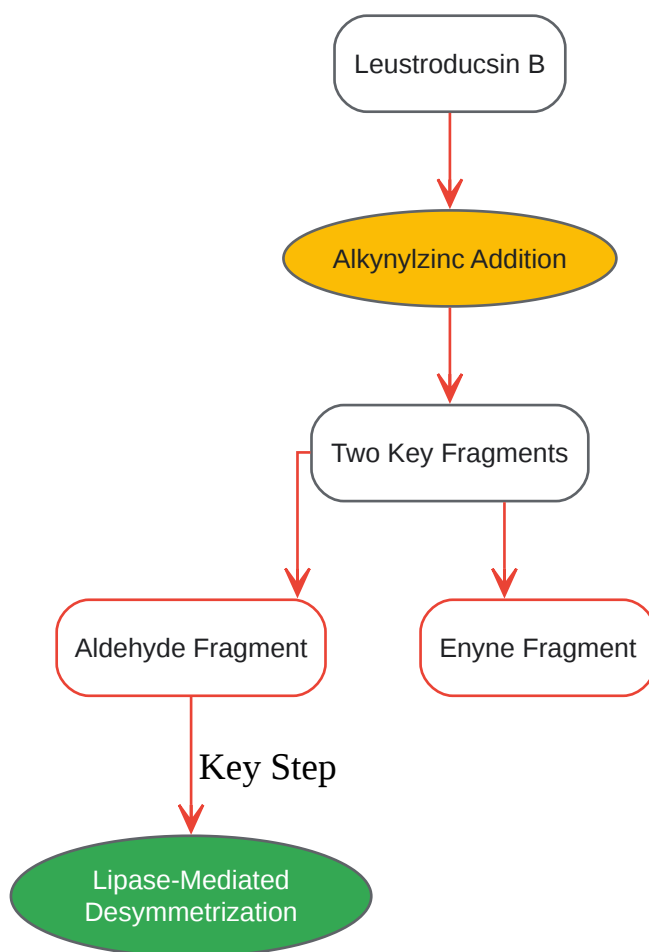 Leustroducsin B
Alkynylzinc Addition
Two Key Fragments
Aldehyde Fragment
Enyne Fragment
Key Step
Lipase-Mediated
Desymmetrization